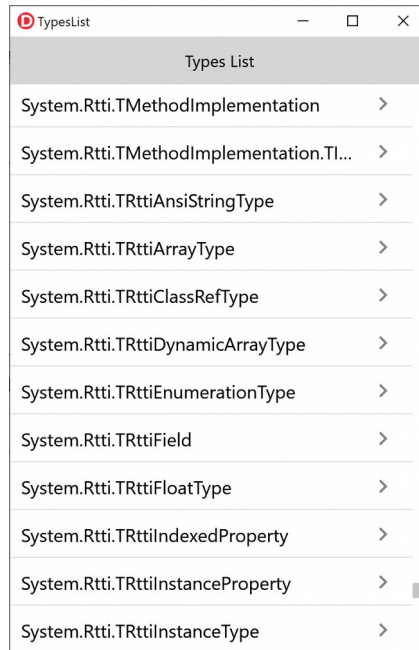 TypesList
Types List
System.Rtti.TMethodImplementation
System.Rtti.TMethodImplementation.TI...
System.Rtti.TRttiAnsiStringType
System.Rtti.TRttiArrayType
System.Rtti.TRttiClassRefType
System.Rtti.TRttiDynamicArrayType
System.Rtti.TRttiEnumerationType
System.Rtti.TRttiField
System.Rtti.TRttiFloatType
System.Rtti.TRttiIndexedProperty
System.Rtti.TRttiInstanceProperty
System.Rtti.TRttiInstanceType